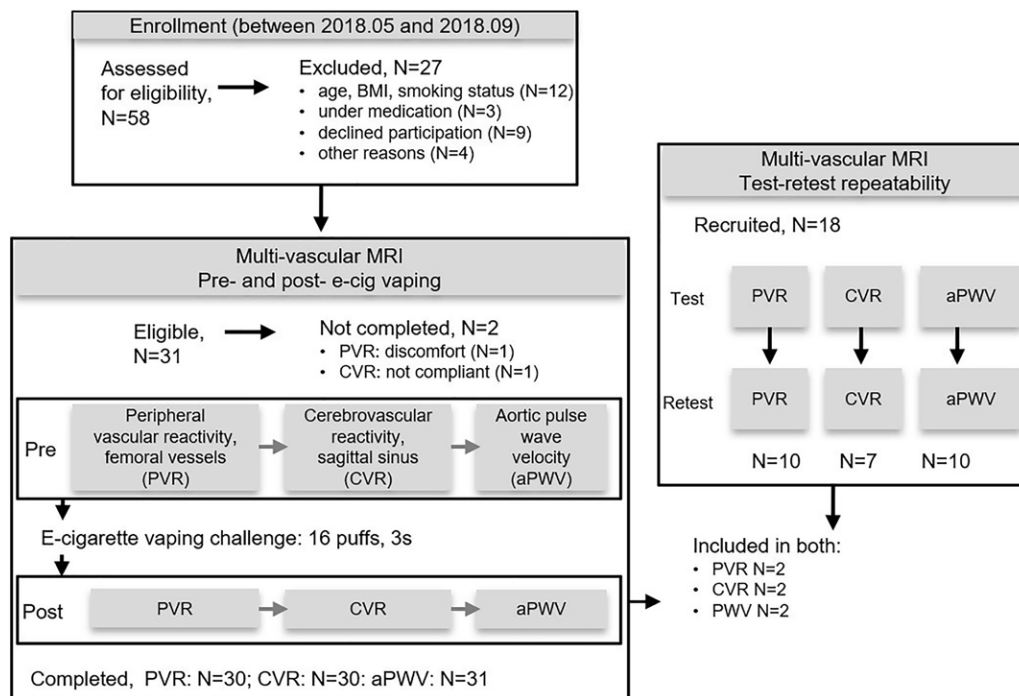 Enrollment (between 2018.05 and 2018.09)
Assessed
for eligibility,
N=58
Excluded, N=27
• age, BMI, smoking status (N=12)
• under medication (N=3)
• declined participation (N=9)
• other reasons (N=4)
Multi-vascular MRI
Pre- and post- e-cig vaping
Eligible,
N=31
Not completed, N=2
• PVR: discomfort (N=1)
• CVR: not compliant (N=1)
Pre
Peripheral
vascular reactivity,
femoral vessels
(PVR)
Cerebrovascular
reactivity,
sagittal sinus
(CVR)
Aortic pulse
wave
velocity
(aPWV)
E-cigarette vaping challenge: 16 puffs, 3s
Post
PVR
CVR
aPWV
Completed, PVR: N=30; CVR: N=30: aPWV: N=31
Multi-vascular MRI
Test-retest repeatability
Recruited, N=18
Test
PVR
CVR
aPWV
Retest
PVR
CVR
aPWV
N=10
N=7
N=10
Included in both:
• PVR N=2
• CVR N=2
• PWV N=2